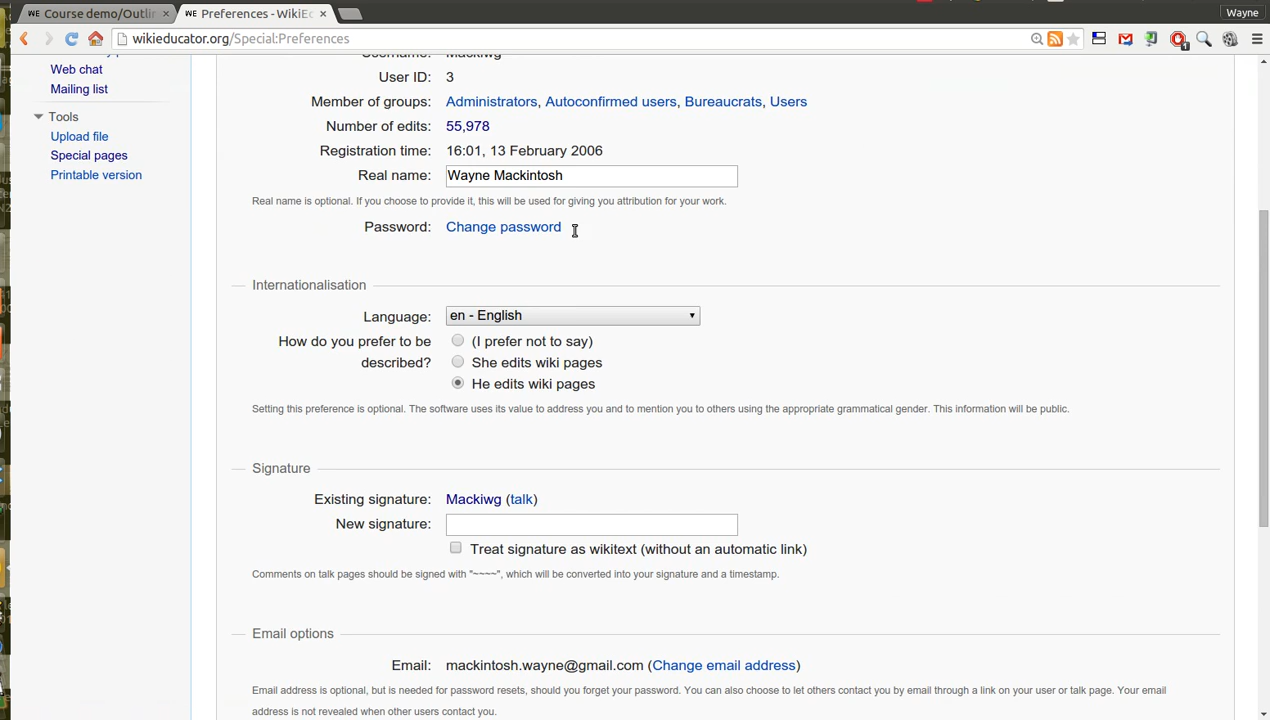 Course demo/Outlin
Preferences - WikiEd
Wayne
wikieducator.org/Special:Preferences
Web chat
Mailing list
Tools
Upload file
Special pages
Printable version
Mackiwg
User ID: 3
Member of groups: Administrators, Autoconfirmed users, Bureaucrats, Users
Number of edits: 55,978
Registration time: 16:01, 13 February 2006
Real name: Wayne Mackintosh
Real name is optional. If you choose to provide it, this will be used for giving you attribution for your work.
Password: Change password
Internationalisation
Language: en - English
How do you prefer to be (I prefer not to say)
described? She edits wiki pages
He edits wiki pages
Setting this preference is optional. The software uses its value to address you and to mention you to others using the appropriate grammatical gender. This information will be public.
Signature
Existing signature: Mackiwg (talk)
New signature:
Treat signature as wikitext (without an automatic link)
Comments on talk pages should be signed with "~~~~", which will be converted into your signature and a timestamp.
Email options
Email: mackintosh.wayne@gmail.com (Change email address)
Email address is optional, but is needed for password resets, should you forget your password. You can also choose to let others contact you by email through a link on your user or talk page. Your email
address is not revealed when other users contact you.